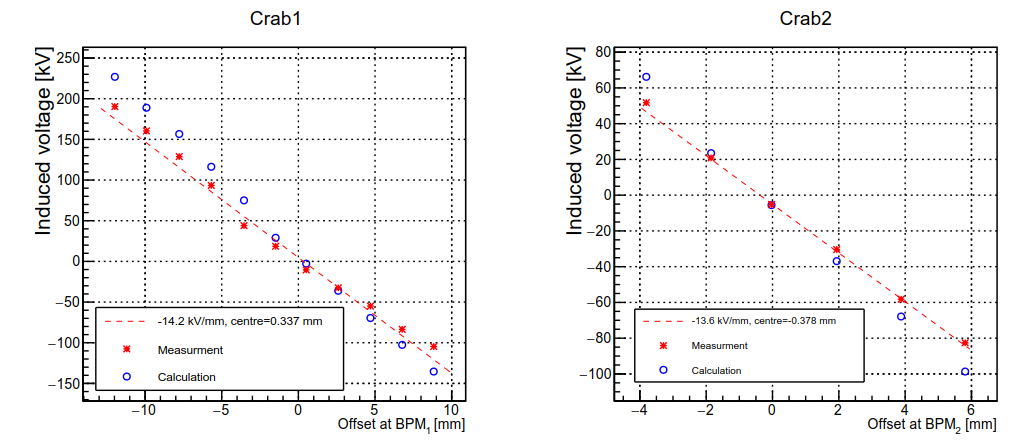 Crab1
Induced voltage [kV]
250
200
150
100
50
0
−50
−100
−150
-14.2 kV/mm, centre=0.337 mm
Measurment
Calculation
−10
−5
0
5
10
Offset at BPM1 [mm]
Crab2
Induced voltage [kV]
80
60
40
20
0
−20
−40
−60
−80
−100
-13.6 kV/mm, centre=-0.378 mm
Measurment
Calculation
−4
−2
0
2
4
6
Offset at BPM2 [mm]